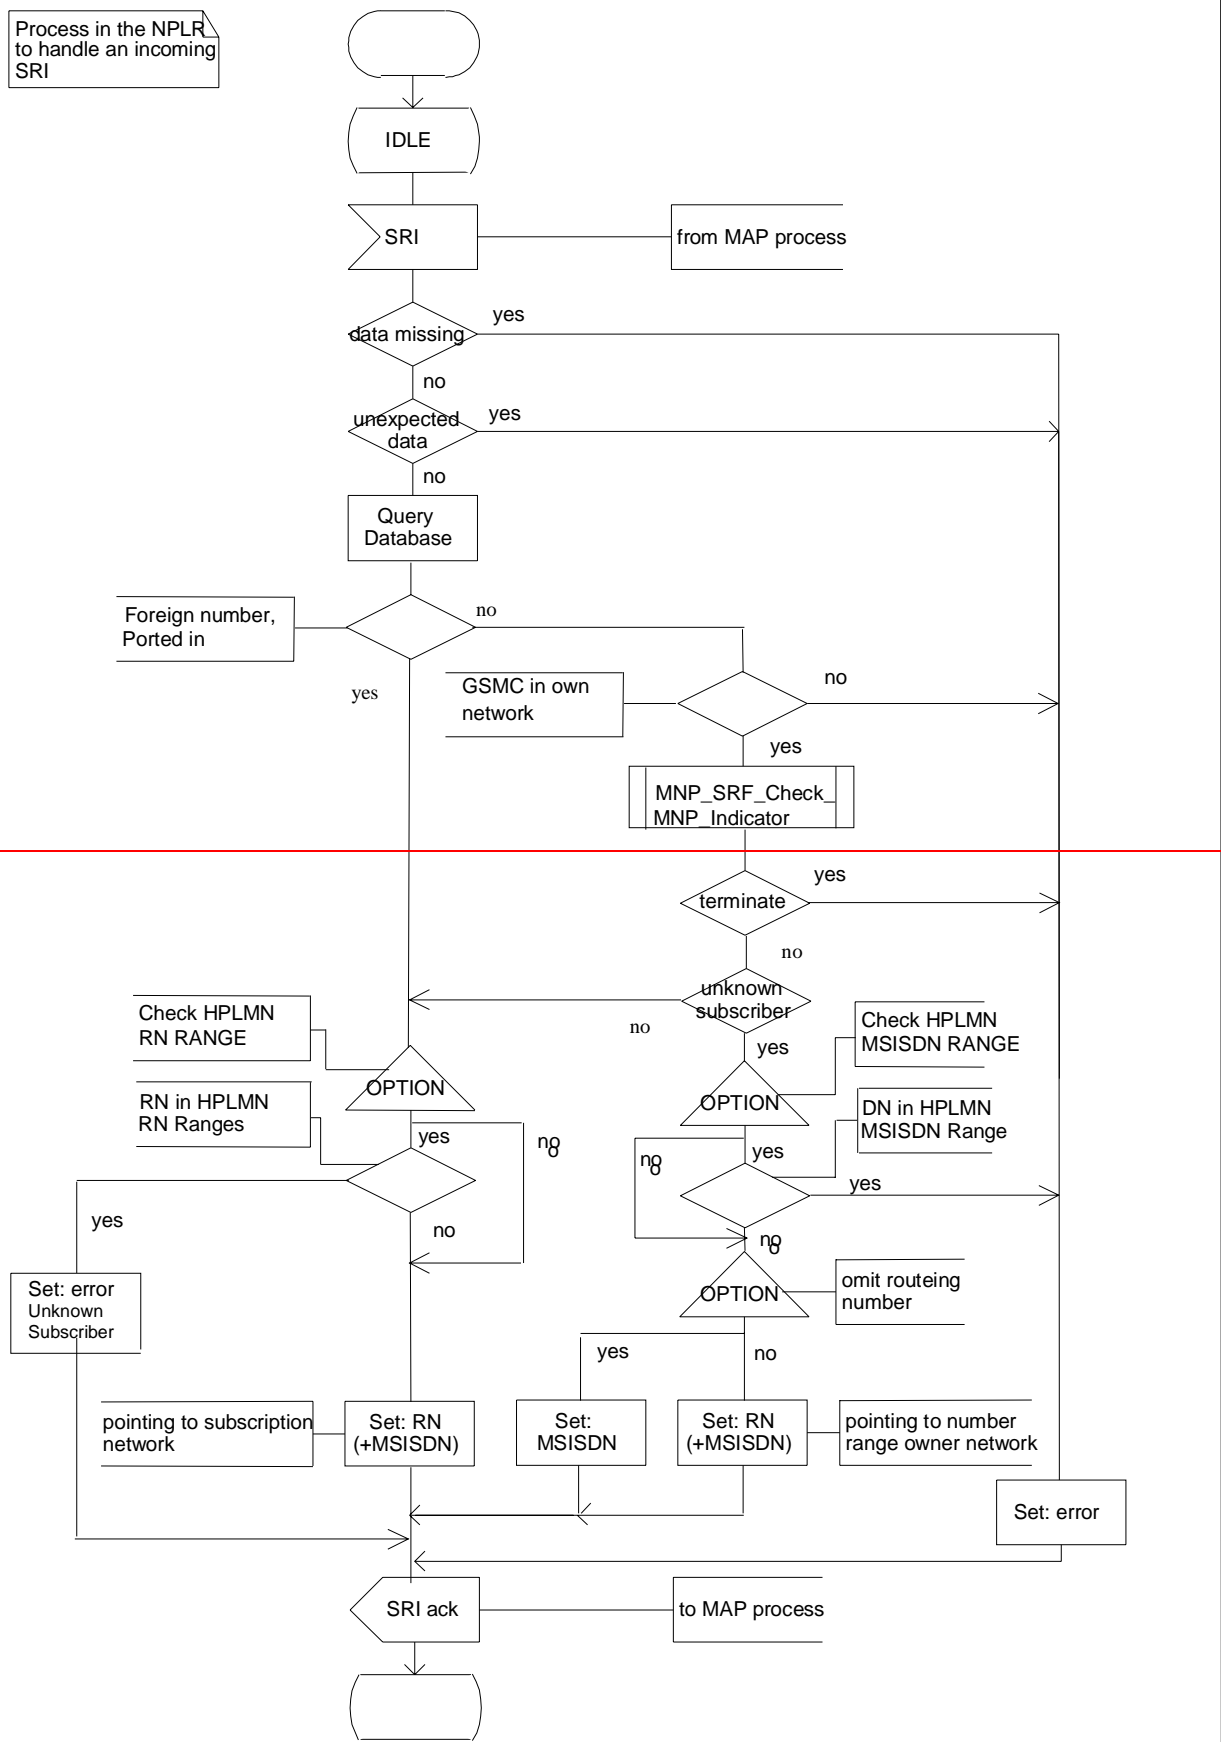 Process in the NPLR
to handle an incoming
SRI
IDLE
SRI
from MAP process
data missing
yes
no
unexpected
data
yes
no
Query
Database
Foreign number,
Ported in
no
yes
GSMC in own
network
no
yes
MNP_SRF_Check_
MNP_Indicator
terminate
yes
no
unknown
subscriber
no
yes
Check HPLMN
RN RANGE
OPTION
Check HPLMN
MSISDN RANGE
OPTION
RN in HPLMN
RN Ranges
yes
no
DN in HPLMN
MSISDN Range
no
yes
yes
yes
no
no
Set: error
Unknown
Subscriber
OPTION
omit routeing
number
yes
no
pointing to subscription
network
Set: RN
(+MSISDN)
Set:
MSISDN
Set: RN
(+MSISDN)
pointing to number
range owner network
Set: error
SRI ack
to MAP process